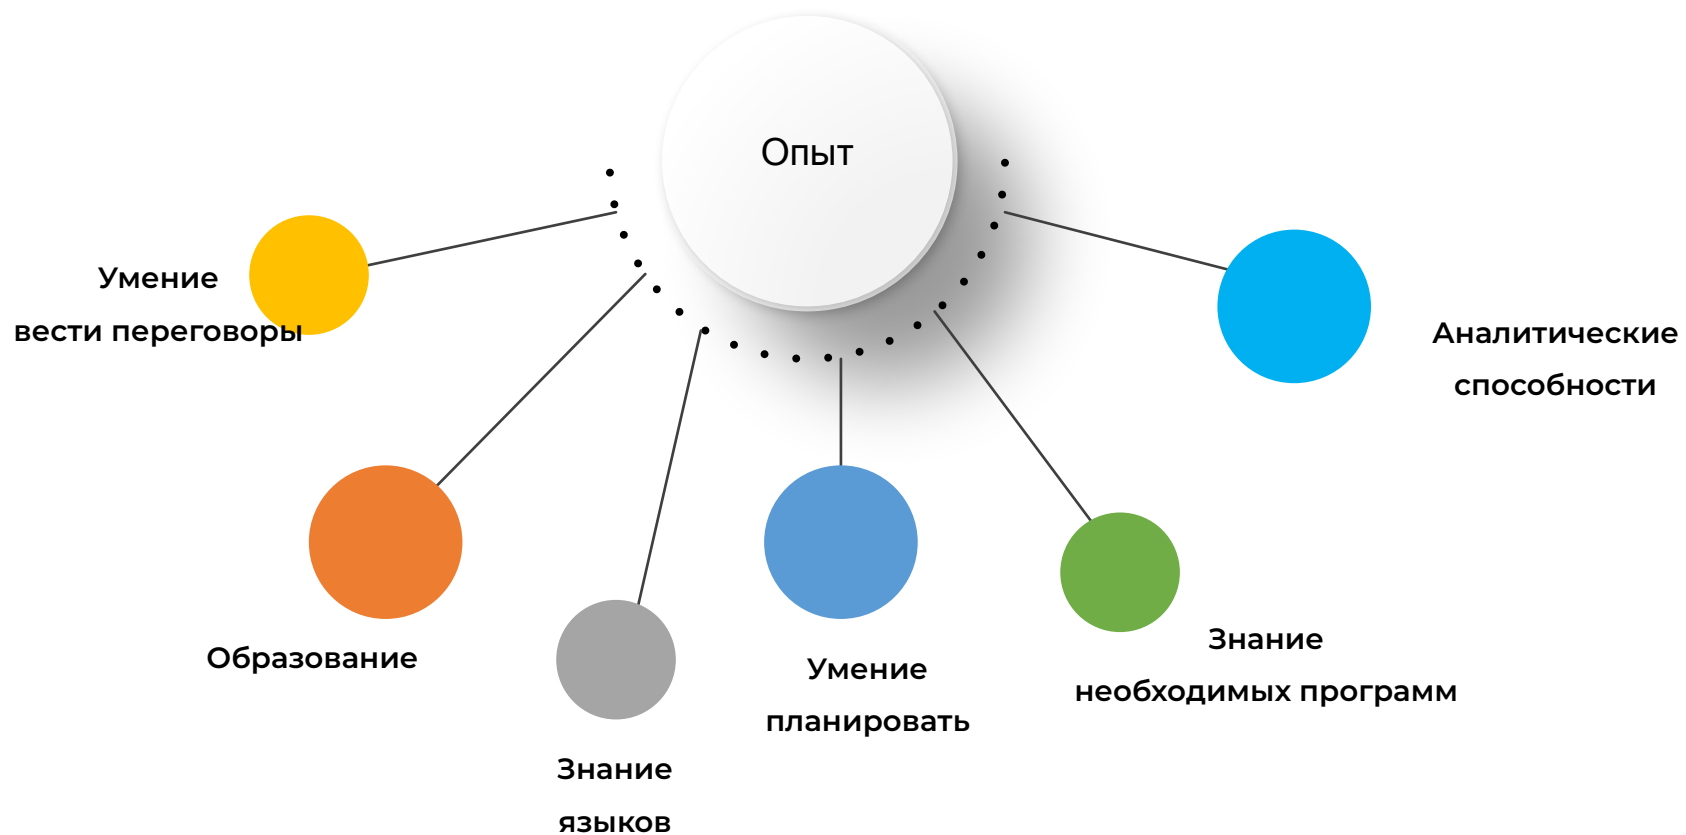 Опыт
Умение
вести переговоры
Образование
Знание
языков
Умение
планировать
Знание
необходимых программ
Аналитические
способности